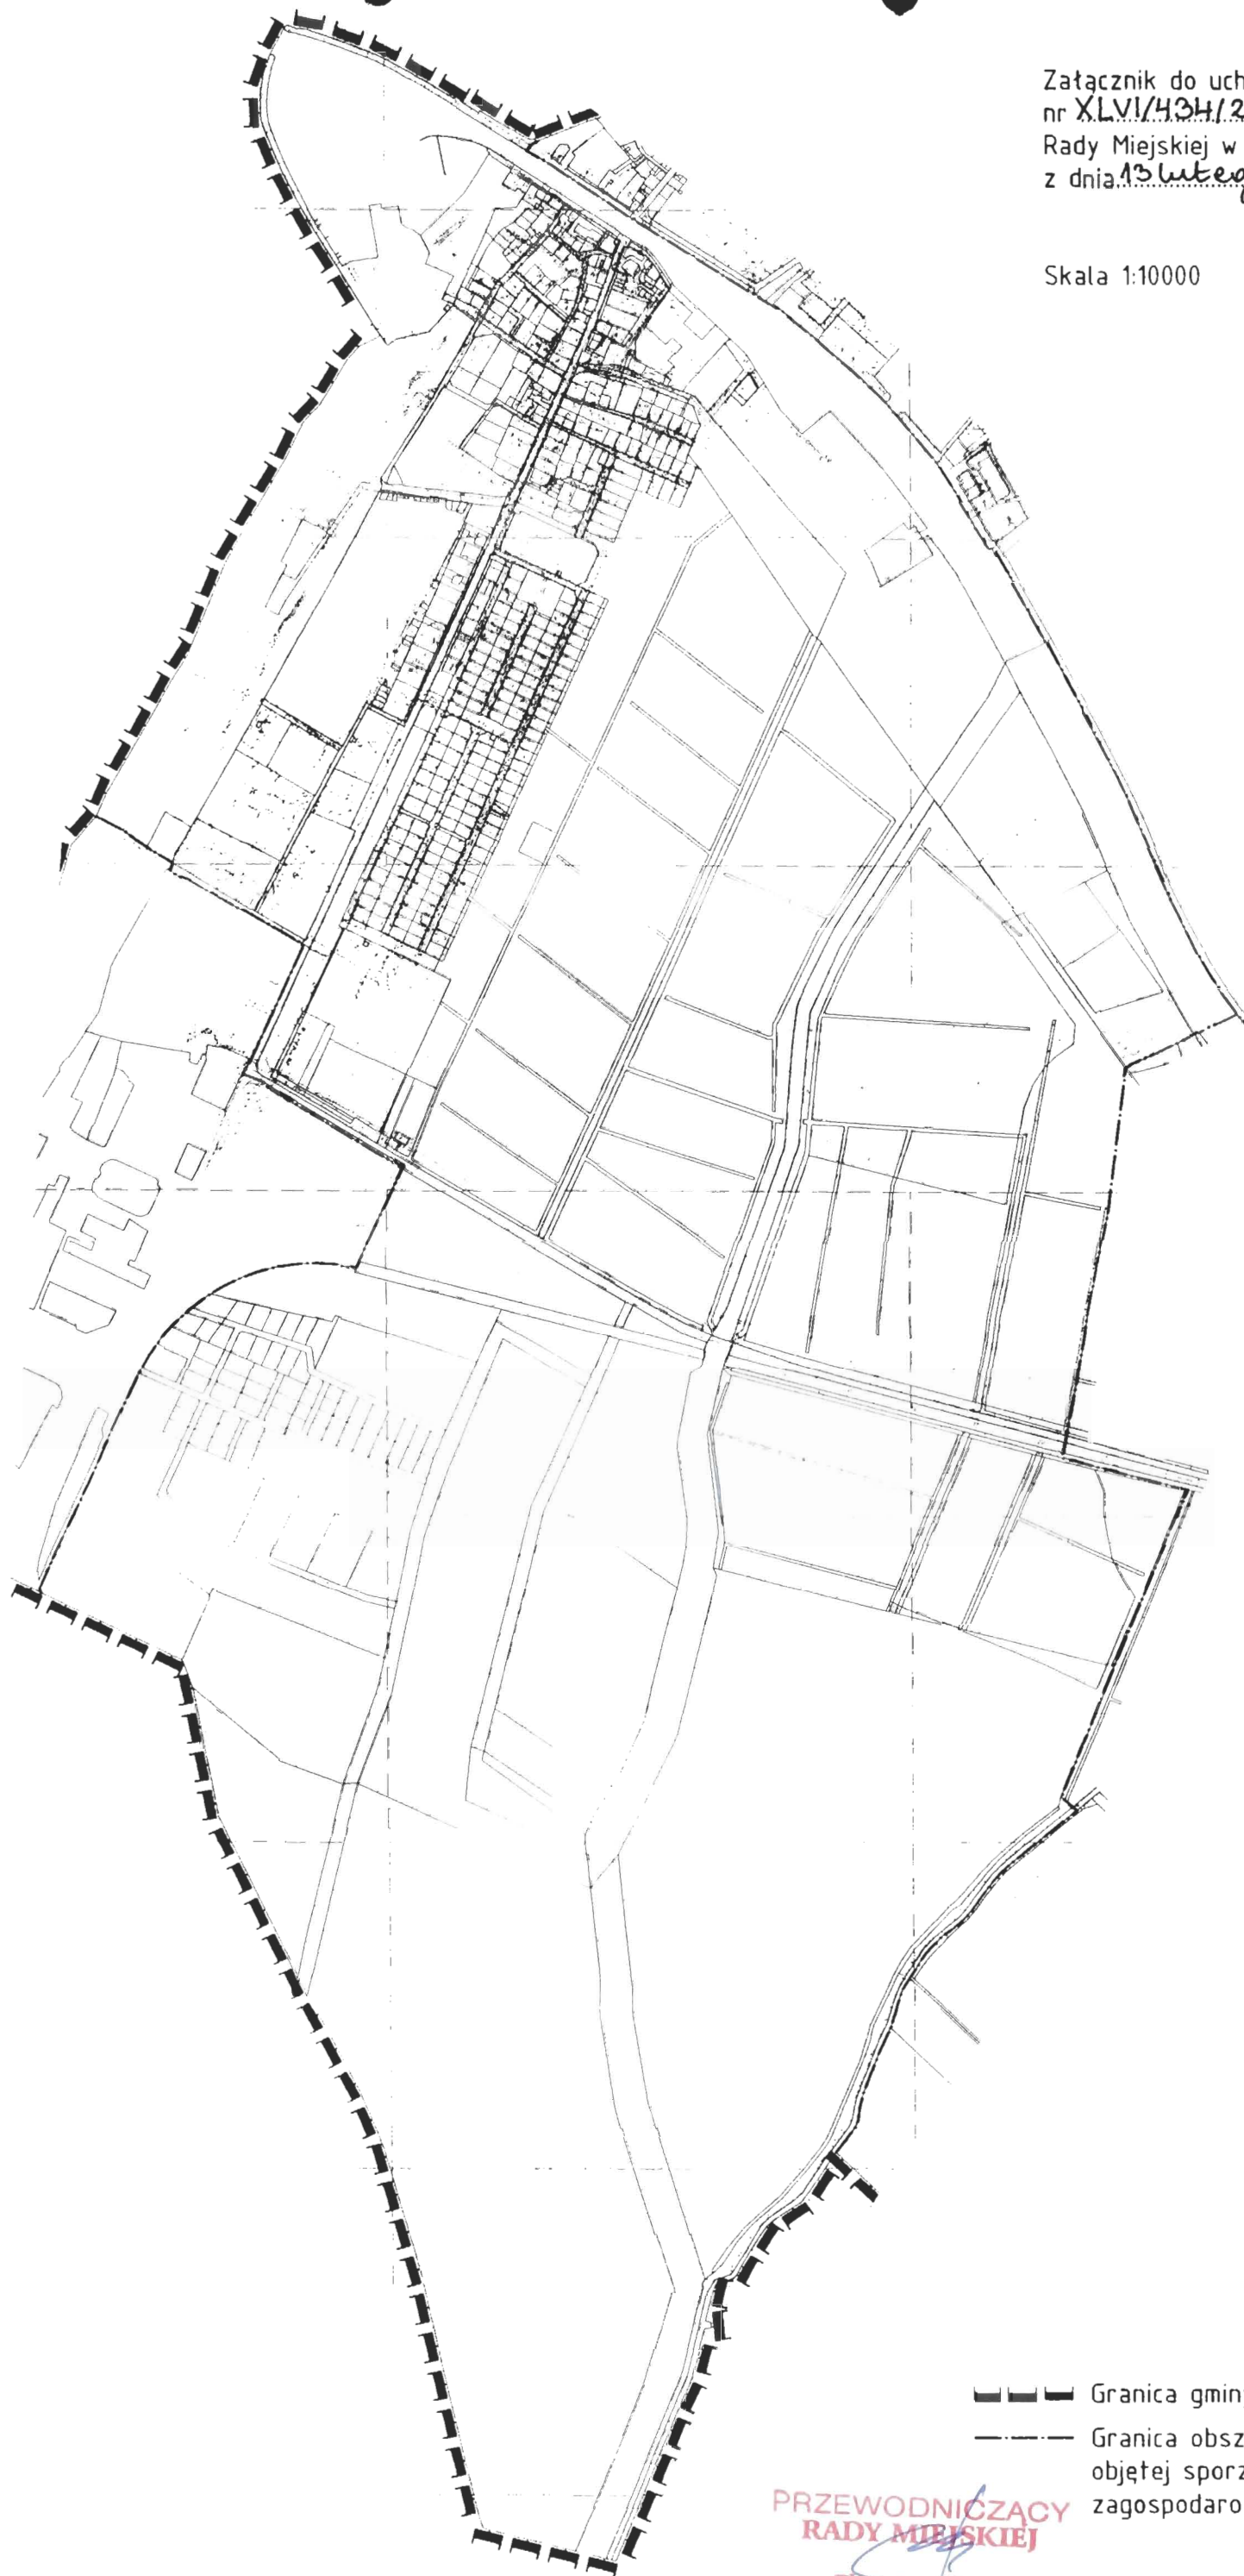 Załącznik do uch
nr XLVI/434/2
Rady Miejskiej w
z dnia 13 luteg
Skala 1:10000
Granica gmin
Granica obsz
objętej sporz
zagospodaro
PRZEWODNICZĄCY
RADY MIEJSKIEJ